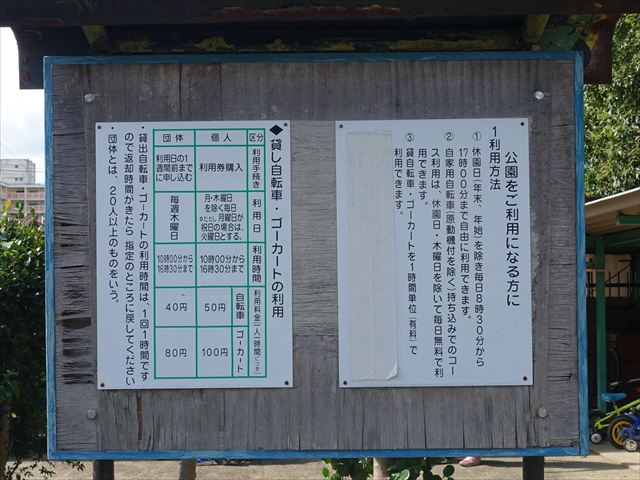 公園をご利用になる方に
1利用方法
① 休園日(年末、年始)を除き毎日8時30分から
17時00分まで自由に利用できます。
② 自家用自転車(原動機付を除く)持ち込みでのコー
ス利用は、休園日・木曜日を除いて毎日無料で利
用できます。
③ 貸自転車・ゴーカートを1時間単位(有料)で
利用できます。
◆貸し自転車・ゴーカートの利用
区分
利用手続き
利用日
利用時間
利用料金(一人一時間につき)
自転車
ゴーカート
個人
利用券購入
月・木曜日
を除く毎日
○ただし月曜日が
祝日の場合は、
火曜日とする。
10時00分から
16時30分まで
50円
100円
団体
利用日の1
週間前まで
に申し込む
毎週木曜日
10時00分から
16時30分まで
40円
80円
・貸出自転車・ゴーカートの利用時間は、1回1時間です
ので返却時間がきたら 指定のところに戻してください
・団体とは、20人以上のものをいう。